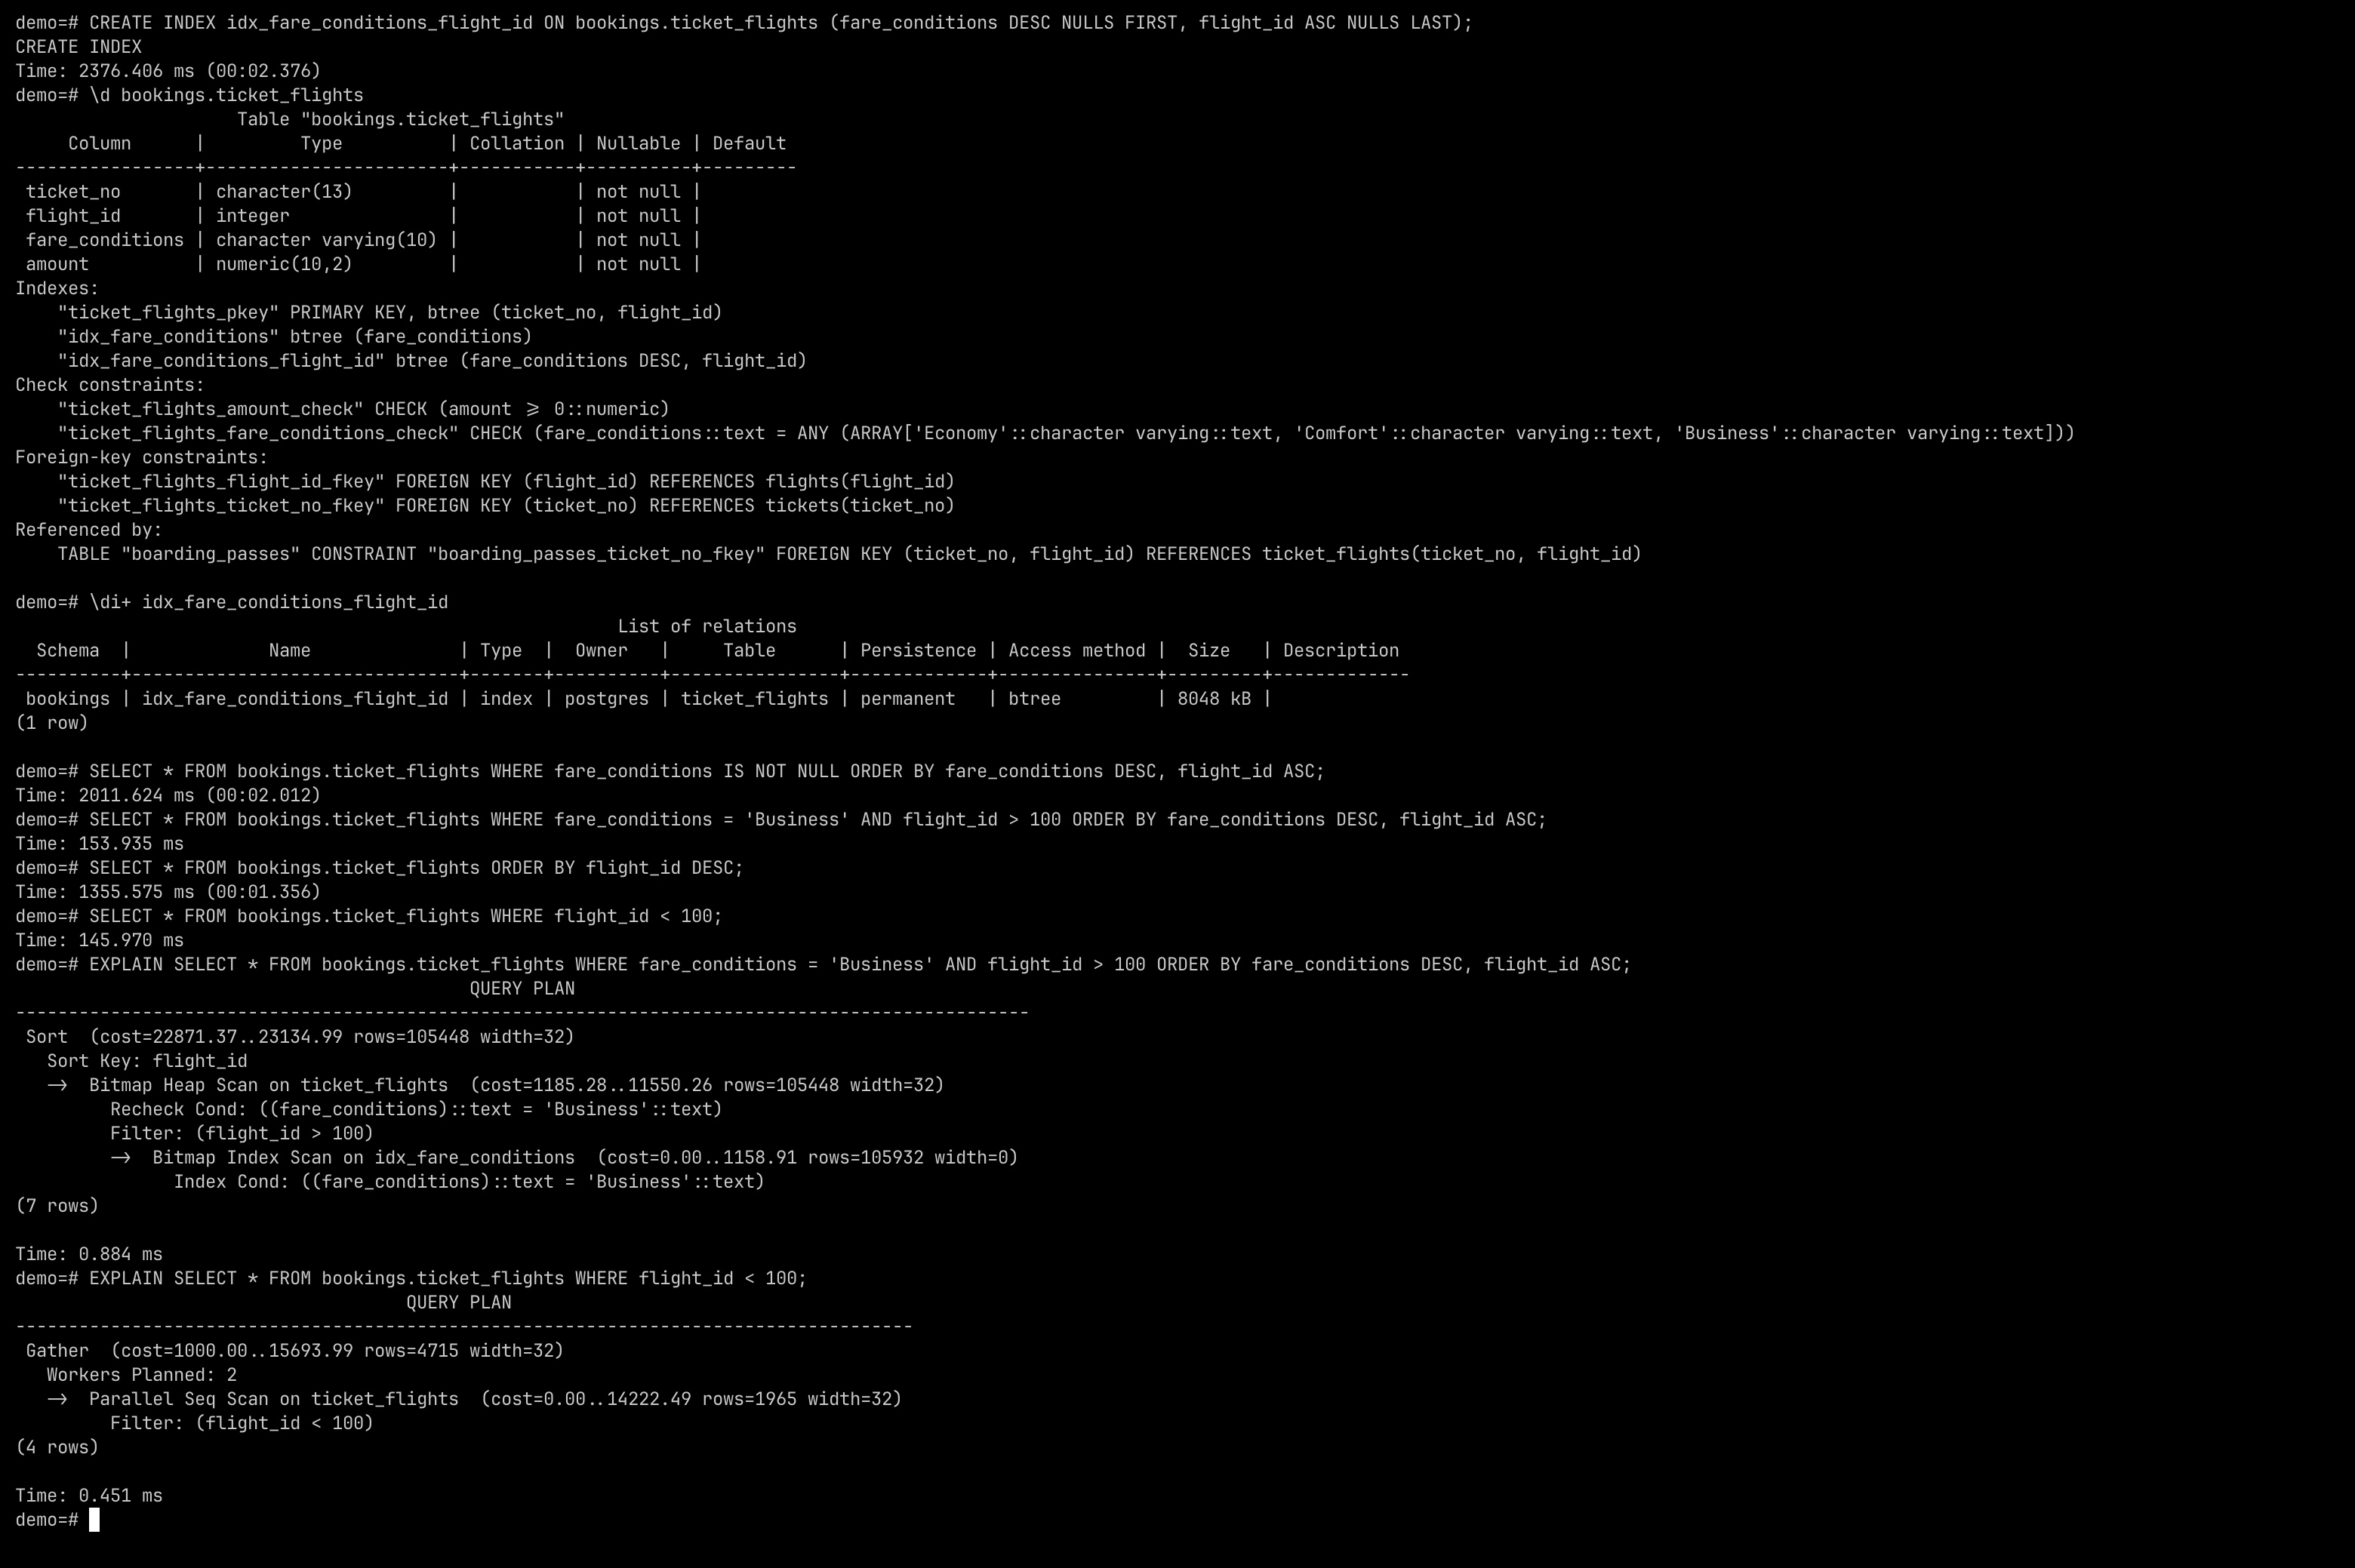 demo=# CREATE INDEX idx_fare_conditions_flight_id ON bookings.ticket_flights (fare_conditions DESC NULLS FIRST, flight_id ASC NULLS LAST);
CREATE INDEX
Time: 2376.406 ms (00:02.376)
demo=# \d bookings.ticket_flights
                     Table "bookings.ticket_flights"
     Column      |         Type          | Collation | Nullable | Default
-----------------+-----------------------+-----------+----------+---------
 ticket_no       | character(13)         |           | not null |
 flight_id       | integer               |           | not null |
 fare_conditions | character varying(10) |           | not null |
 amount          | numeric(10,2)         |           | not null |
Indexes:
    "ticket_flights_pkey" PRIMARY KEY, btree (ticket_no, flight_id)
    "idx_fare_conditions" btree (fare_conditions)
    "idx_fare_conditions_flight_id" btree (fare_conditions DESC, flight_id)
Check constraints:
    "ticket_flights_amount_check" CHECK (amount >= 0::numeric)
    "ticket_flights_fare_conditions_check" CHECK (fare_conditions::text = ANY (ARRAY['Economy'::character varying::text, 'Comfort'::character varying::text, 'Business'::character varying::text]))
Foreign-key constraints:
    "ticket_flights_flight_id_fkey" FOREIGN KEY (flight_id) REFERENCES flights(flight_id)
    "ticket_flights_ticket_no_fkey" FOREIGN KEY (ticket_no) REFERENCES tickets(ticket_no)
Referenced by:
    TABLE "boarding_passes" CONSTRAINT "boarding_passes_ticket_no_fkey" FOREIGN KEY (ticket_no, flight_id) REFERENCES ticket_flights(ticket_no, flight_id)

demo=# \di+ idx_fare_conditions_flight_id
                                                         List of relations
  Schema  |             Name              | Type  |  Owner   |     Table      | Persistence | Access method |  Size   | Description
----------+-------------------------------+-------+----------+----------------+-------------+---------------+---------+-------------
 bookings | idx_fare_conditions_flight_id | index | postgres | ticket_flights | permanent   | btree         | 8048 kB |
(1 row)

demo=# SELECT * FROM bookings.ticket_flights WHERE fare_conditions IS NOT NULL ORDER BY fare_conditions DESC, flight_id ASC;
Time: 2011.624 ms (00:02.012)
demo=# SELECT * FROM bookings.ticket_flights WHERE fare_conditions = 'Business' AND flight_id > 100 ORDER BY fare_conditions DESC, flight_id ASC;
Time: 153.935 ms
demo=# SELECT * FROM bookings.ticket_flights ORDER BY flight_id DESC;
Time: 1355.575 ms (00:01.356)
demo=# SELECT * FROM bookings.ticket_flights WHERE flight_id < 100;
Time: 145.970 ms
demo=# EXPLAIN SELECT * FROM bookings.ticket_flights WHERE fare_conditions = 'Business' AND flight_id > 100 ORDER BY fare_conditions DESC, flight_id ASC;
                                           QUERY PLAN
------------------------------------------------------------------------------------------------
 Sort  (cost=22871.37..23134.99 rows=105448 width=32)
   Sort Key: flight_id
   ->  Bitmap Heap Scan on ticket_flights  (cost=1185.28..11550.26 rows=105448 width=32)
         Recheck Cond: ((fare_conditions)::text = 'Business'::text)
         Filter: (flight_id > 100)
         ->  Bitmap Index Scan on idx_fare_conditions  (cost=0.00..1158.91 rows=105932 width=0)
               Index Cond: ((fare_conditions)::text = 'Business'::text)
(7 rows)

Time: 0.884 ms
demo=# EXPLAIN SELECT * FROM bookings.ticket_flights WHERE flight_id < 100;
                                     QUERY PLAN
-------------------------------------------------------------------------------------
 Gather  (cost=1000.00..15693.99 rows=4715 width=32)
   Workers Planned: 2
   ->  Parallel Seq Scan on ticket_flights  (cost=0.00..14222.49 rows=1965 width=32)
         Filter: (flight_id < 100)
(4 rows)

Time: 0.451 ms
demo=#